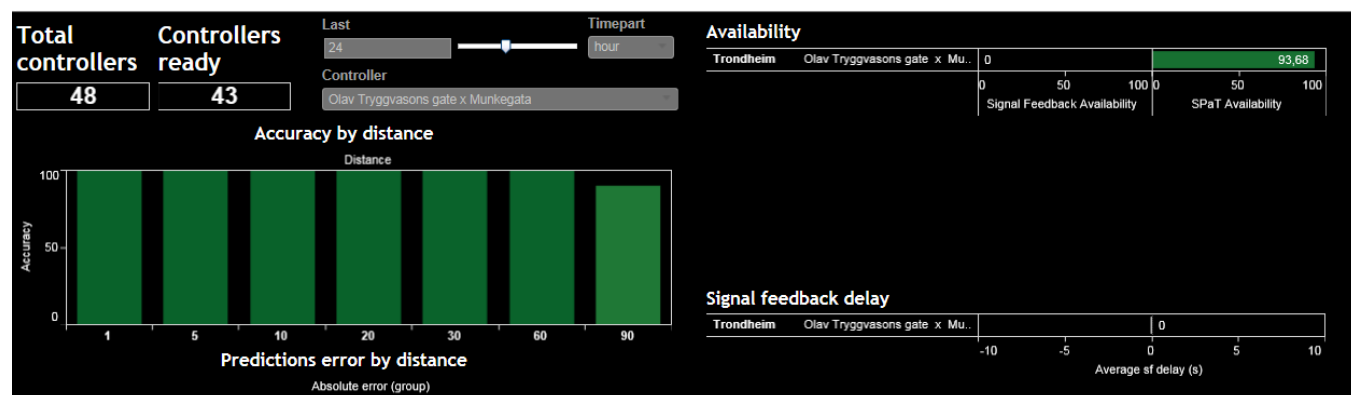 Total controllers
48
Controllers ready
43
Last
24
Timepart
hour
Controller
Olav Tryggvasons gate x Munkegata
Accuracy by distance
Distance
Accuracy
100
50
0
1 5 10 20 30 60 90
Predictions error by distance
Absolute error (group)
Availability
Trondheim Olav Tryggvasons gate x Mu.. 0 93,68
0 50 100 0 50 100
Signal Feedback Availability SPaT Availability
Signal feedback delay
Trondheim Olav Tryggvasons gate x Mu.. 0
-10 -5 0 5 10
Average sf delay (s)